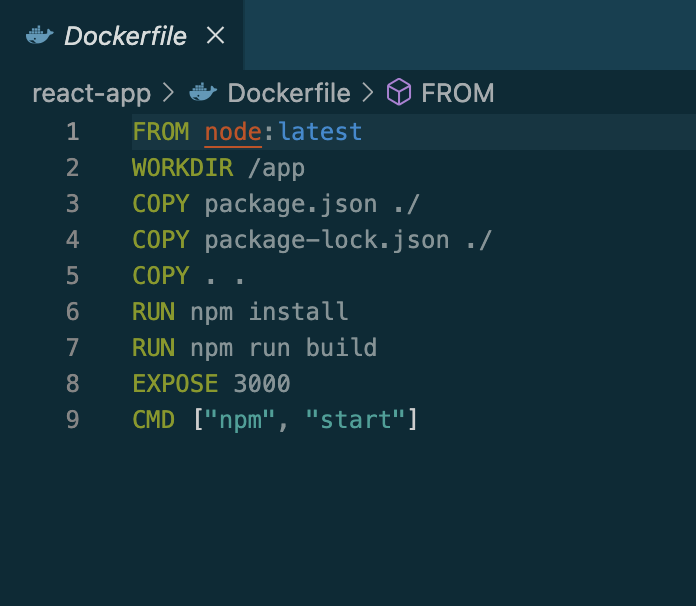 Dockerfile
react-app > Dockerfile > FROM
1 FROM node:latest
2 WORKDIR /app
3 COPY package.json ./
4 COPY package-lock.json ./
5 COPY . .
6 RUN npm install
7 RUN npm run build
8 EXPOSE 3000
9 CMD ["npm", "start"]